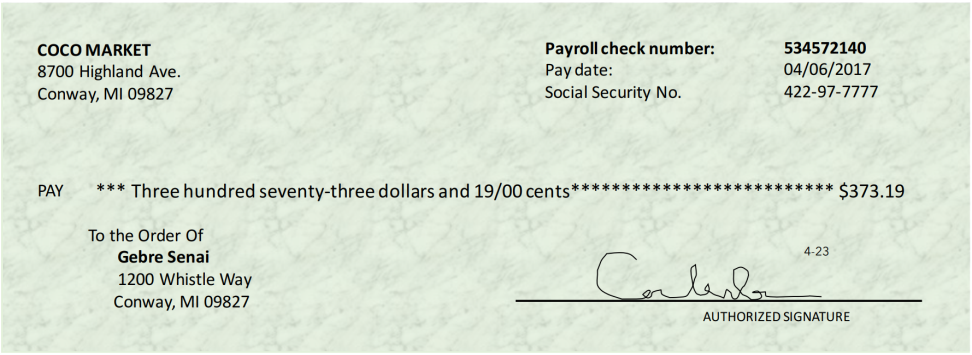 COCO MARKET
8700 Highland Ave.
Conway, MI 09827
Payroll check number: 534572140
Pay date: 04/06/2017
Social Security No. 422-97-7777
PAY *** Three hundred seventy-three dollars and 19/00 cents************************** $373.19
To the Order Of
Gebre Senai
1200 Whistle Way
Conway, MI 09827
4-23
AUTHORIZED SIGNATURE